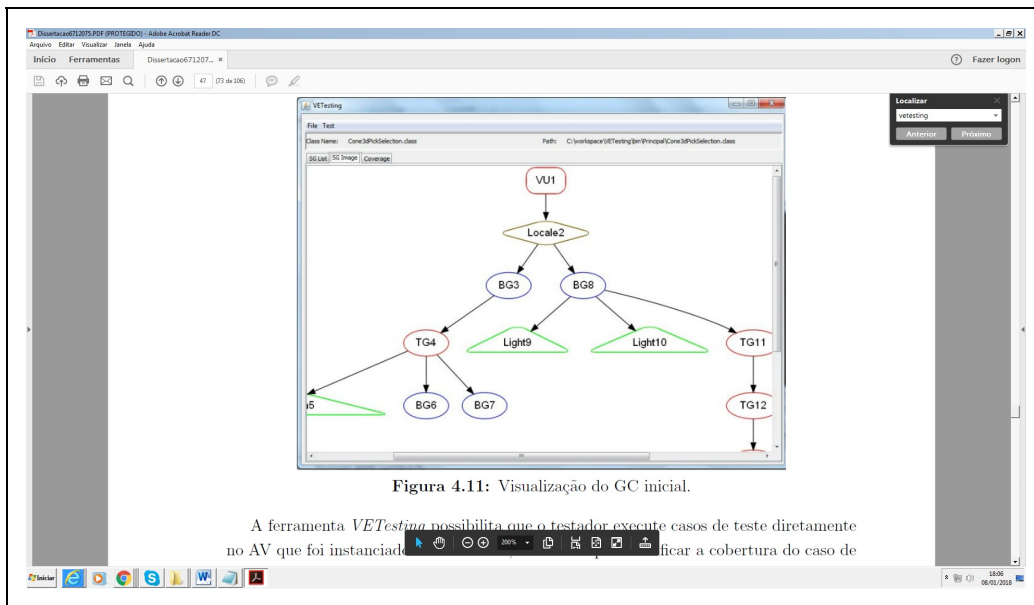 Dissertacao6712075.PDF (PROTEGIDO) - Adobe Acrobat Reader DC
Arquivo Editar Visualizar Janela Ajuda
Início Ferramentas Dissertacao671207... ×
Fazer logon
47 (73 de 106)
Localizar
vetesting
Anterior Próximo
VETesting
File Test
Class Name: Cone3dPickSelection.class Path: C:\workspace\VETesting\bin\Principal\Cone3dPickSelection.class
SG List SG Image Coverage
VU1
Locale2
BG3 BG8
TG4 Light9 Light10 TG11
BG6 BG7 TG12
Figura 4.11: Visualização do GC inicial.
A ferramenta VETesting possibilita que o testador execute casos de teste diretamente
no AV que foi instanciado
ficar a cobertura do caso de
200%
Iniciar
18:06
08/01/2018